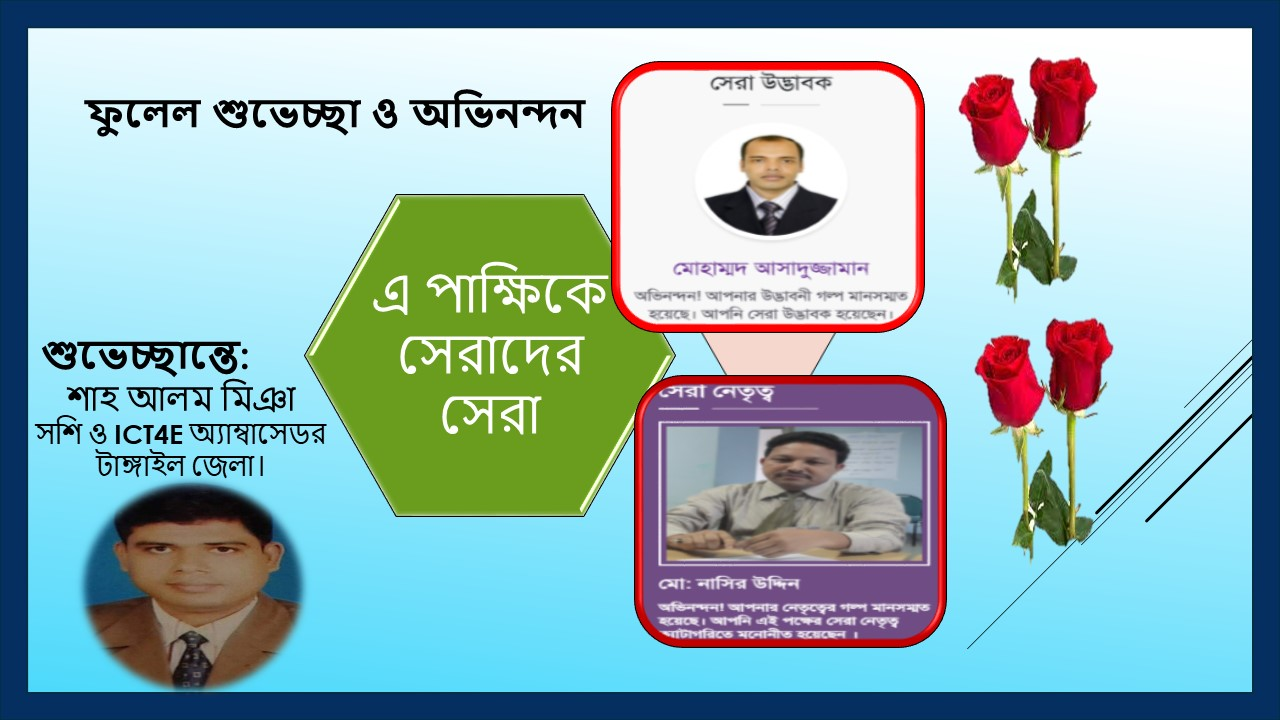 ফুলেল শুভেচ্ছা ও অভিনন্দন
এ পাক্ষিকে
সেরাদের
সেরা
সেরা উদ্ভাবক
মোহাম্মদ আসাদুজ্জামান
অভিনন্দন! আপনার উদ্ভাবনী গল্প মানসম্মত
হয়েছে। আপনি সেরা উদ্ভাবক হয়েছেন।
সেরা নেতৃত্ব
মো: নাসির উদ্দিন
অভিনন্দন! আপনার নেতৃত্বের গল্প মানসম্মত
হয়েছে। আপনি এই পক্ষের সেরা নেতৃত্ব
মনোনীত হয়েছেন ।
শুভেচ্ছান্তে:
শাহ আলম মিঞা
সশি ও ICT4E অ্যাম্বাসেডর
টাঙ্গাইল জেলা।